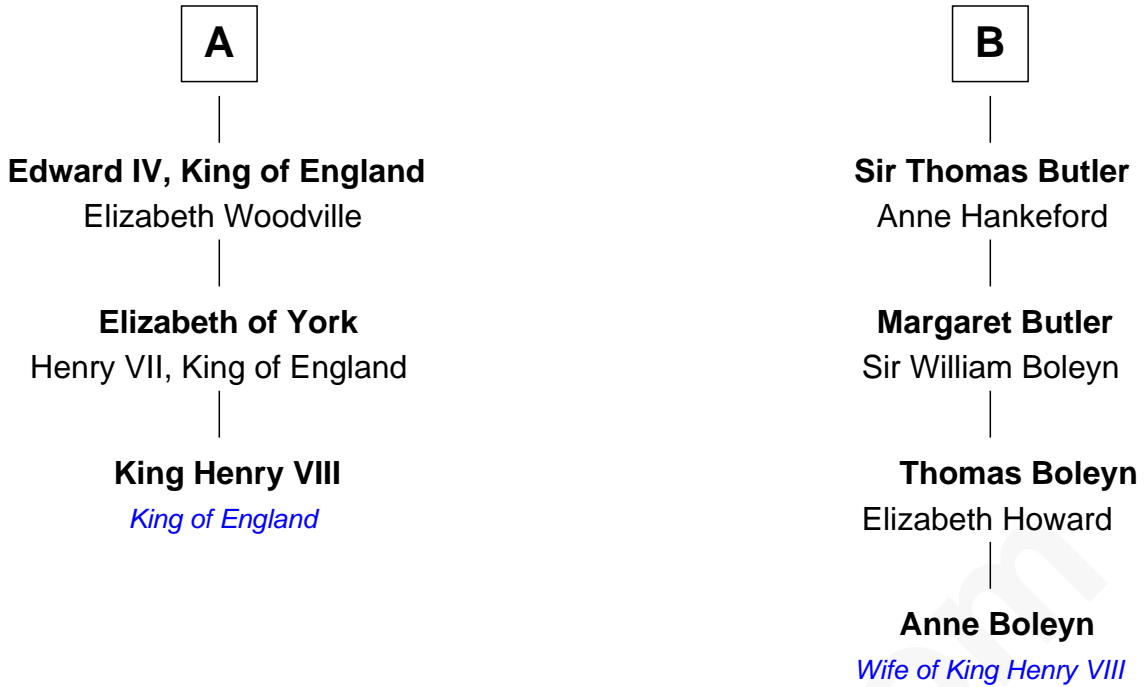 A
Edward IV, King of England
Elizabeth Woodville
Elizabeth of York
Henry VII, King of England
King Henry VIII
King of England
B
Sir Thomas Butler
Anne Hankeford
Margaret Butler
Sir William Boleyn
Thomas Boleyn
Elizabeth Howard
Anne Boleyn
Wife of King Henry VIII